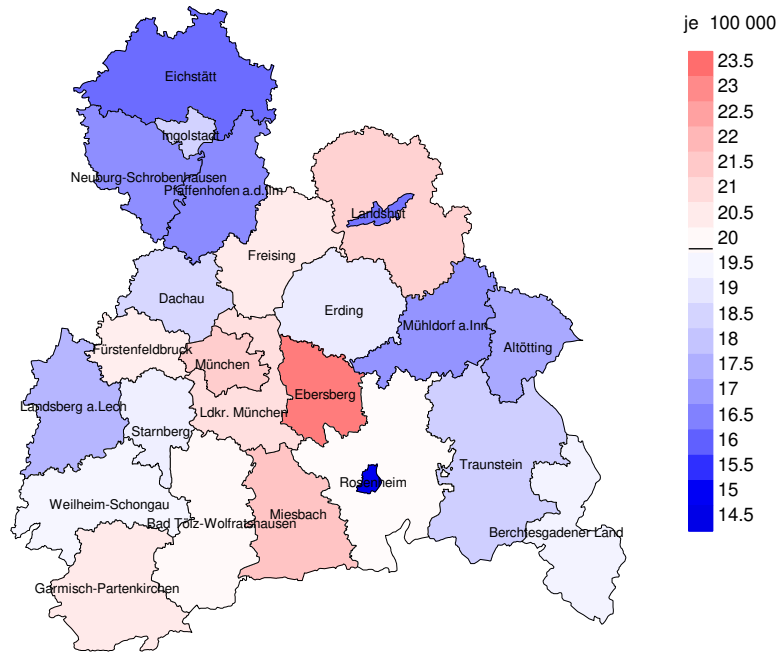 je 100 000
23.5
23
22.5
22
21.5
21
20.5
20
19.5
19
18.5
18
17.5
17
16.5
16
15.5
15
14.5
Eichstätt
Ingolstadt
Neuburg-Schrobenhausen
Pfaffenhofen a.d.Ilm
Landshut
Freising
Dachau
Erding
Mühldorf a.Inn
Altötting
Fürstenfeldbruck
München
Ebersberg
Landsberg a.Lech
Ldkr. München
Starnberg
Traunstein
Rosenheim
Weilheim-Schongau
Miesbach
Bad Tölz-Wolfratshausen
Berchtesgadener Land
Garmisch-Partenkirchen